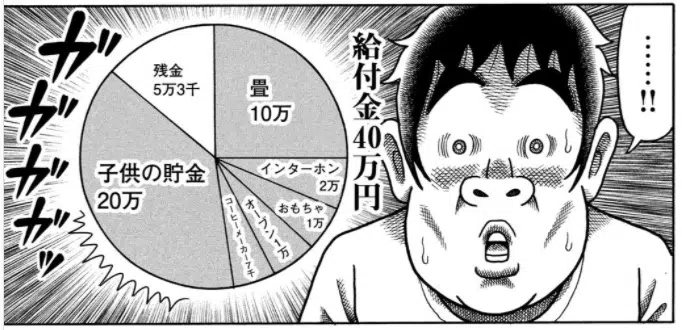 ……!!
給付金40万円
畳
10万
インターホン
2万
おもちゃ
1万
オーブン1万
コーヒーメーカー7千
子供の貯金
20万
残金
5万3千
ガガガガッ